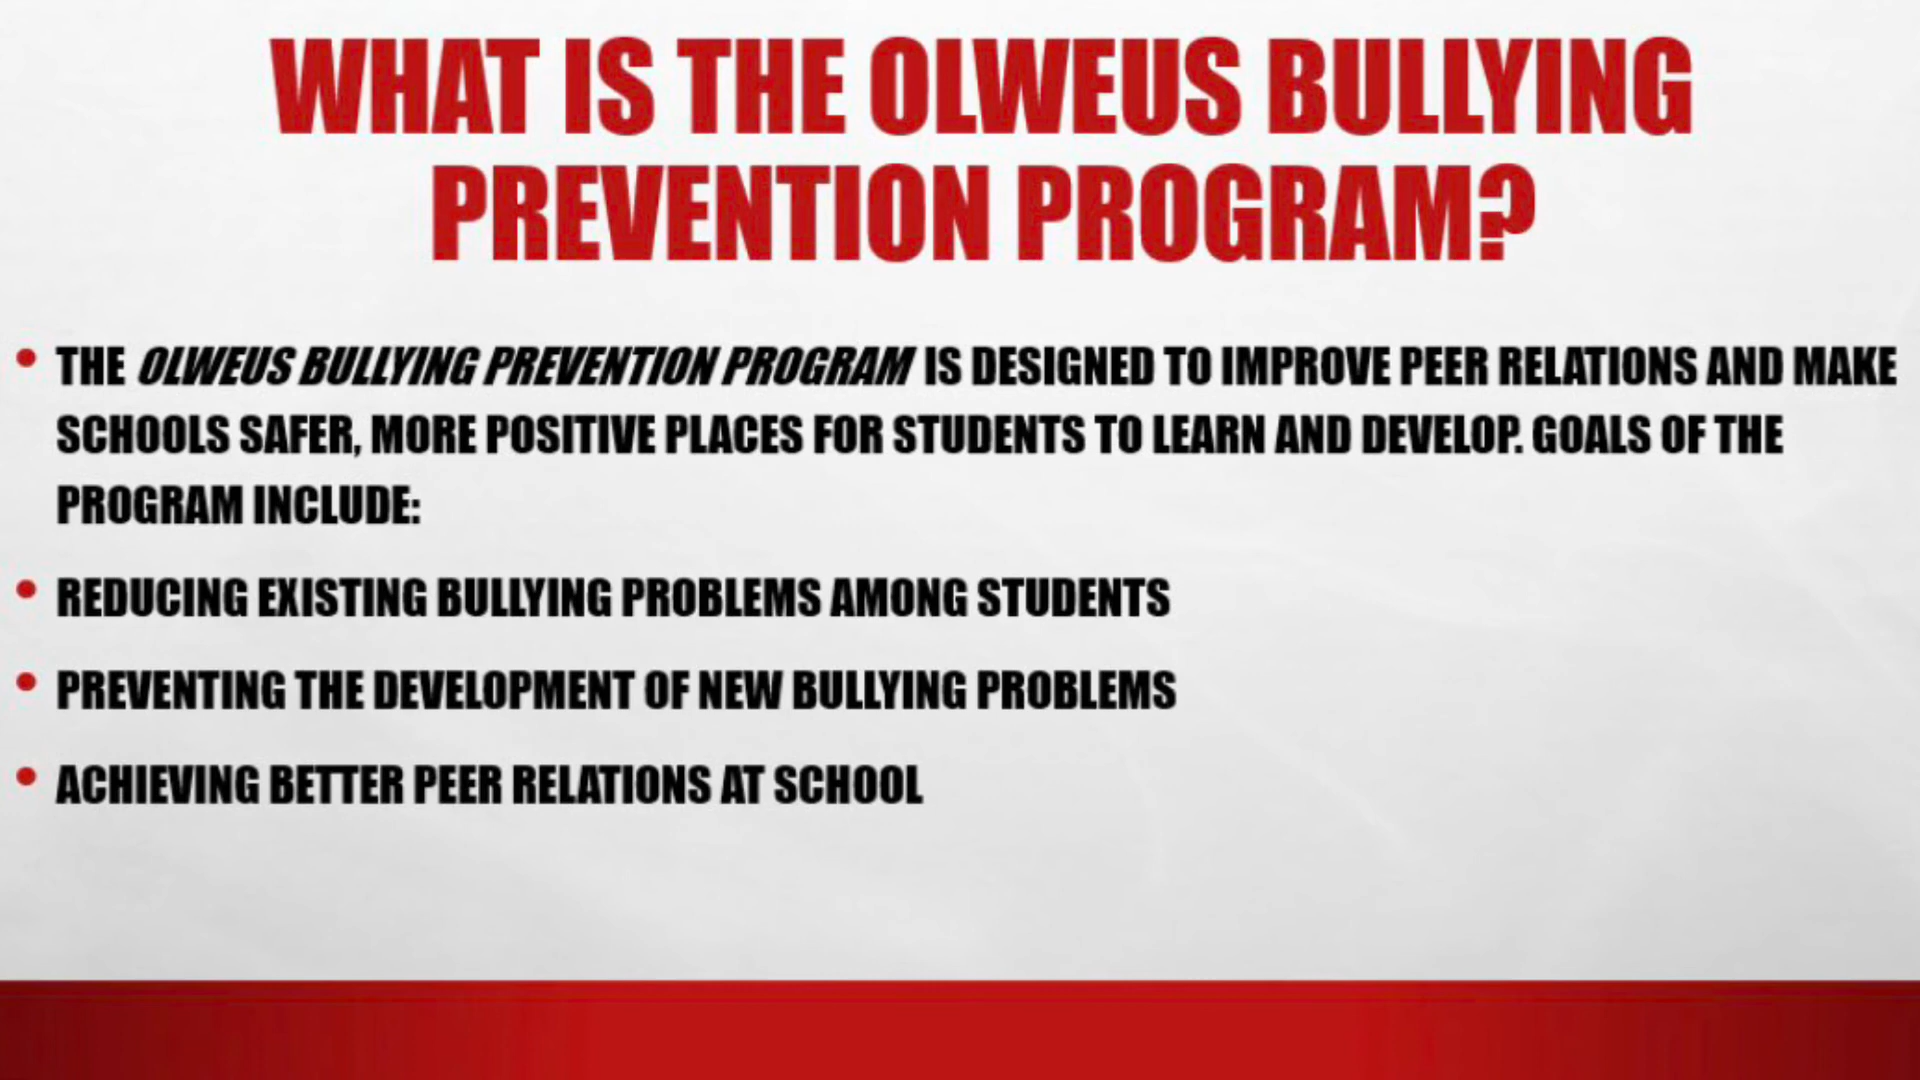 WHAT IS THE OLWEUS BULLYING
PREVENTION PROGRAM?
• THE OLWEUS BULLYING PREVENTION PROGRAM IS DESIGNED TO IMPROVE PEER RELATIONS AND MAKE
SCHOOLS SAFER, MORE POSITIVE PLACES FOR STUDENTS TO LEARN AND DEVELOP. GOALS OF THE
PROGRAM INCLUDE:
• REDUCING EXISTING BULLYING PROBLEMS AMONG STUDENTS
• PREVENTING THE DEVELOPMENT OF NEW BULLYING PROBLEMS
• ACHIEVING BETTER PEER RELATIONS AT SCHOOL